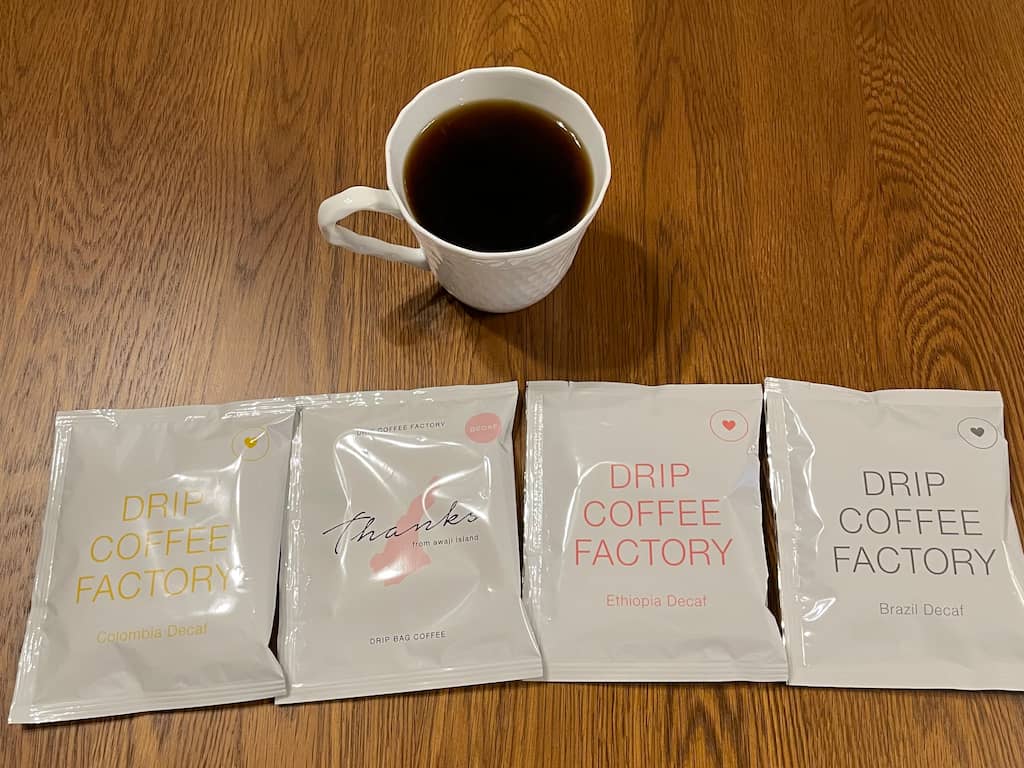 DRIP
COFFEE
FACTORY
Colombia Decaf
DRIP COFFEE FACTORY
DECAF
Thanks
from awaji island
DRIP BAG COFFEE
DRIP
COFFEE
FACTORY
Ethiopia Decaf
DRIP
COFFEE
FACTORY
Brazil Decaf